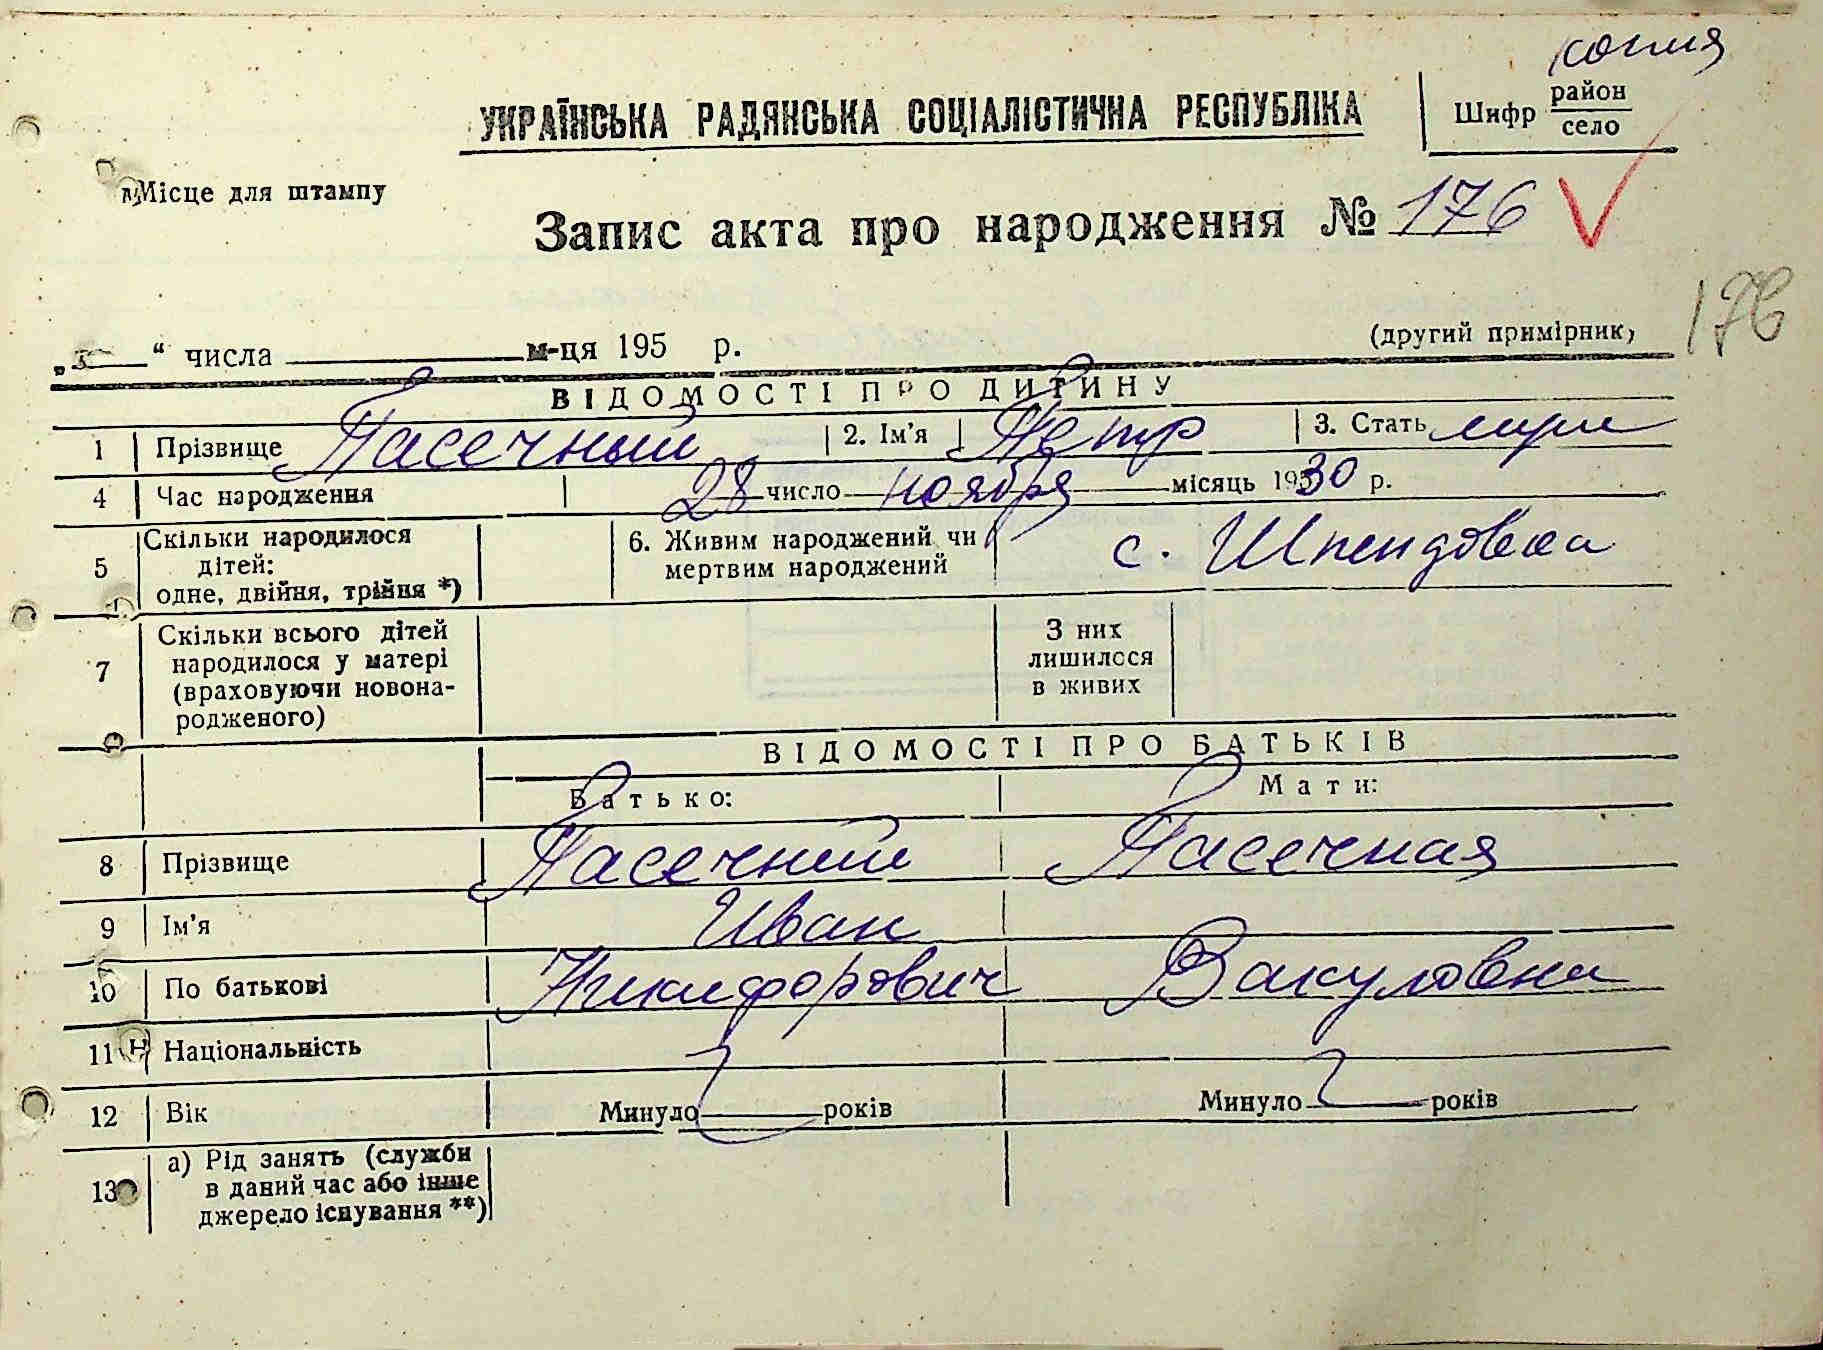 копия
УКРАЇНСЬКА РАДЯНСЬКА СОЦІАЛІСТИЧНА РЕСПУБЛІКА
Шифр район
село
Місце для штампу
Запис акта про народження № 176
176
„ “ числа м-ця 195 р.
(другий примірник)
ВІДОМОСТІ ПРО ДИТИНУ
1 Прізвище Пасечный 2. Ім’я Петр 3. Стать муж
4 Час народження 28 число ноября місяць 1930 р.
5 Скільки народилося дітей: одне, двійня, трійня *) 6. Живим народжений чи мертвим народжений с. Шпендовка
7 Скільки всього дітей народилося у матері (враховуючи новона-родженого) З них лишилося в живих
ВІДОМОСТІ ПРО БАТЬКІВ
Батько: Мати:
8 Прізвище Пасечний Пасечная
9 Ім’я Иван
10 По батькові Никифорович Вакуловна
11 Національність
12 Вік Минуло років Минуло років
13 а) Рід занять (служби
в даний час або інше
джерело існування **)